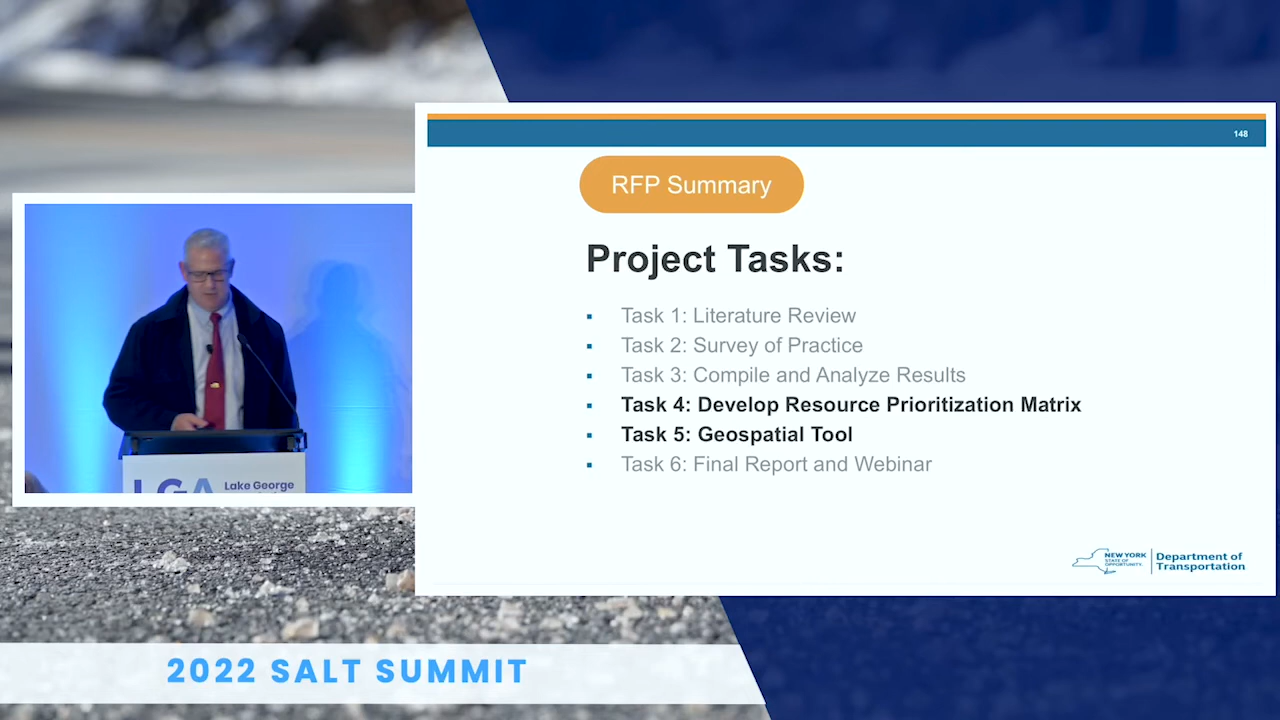 148
RFP Summary
Project Tasks:
Task 1: Literature Review
Task 2: Survey of Practice
Task 3: Compile and Analyze Results
Task 4: Develop Resource Prioritization Matrix
Task 5: Geospatial Tool
Task 6: Final Report and Webinar
NEW YORK
STATE OF
OPPORTUNITY.
Department of
Transportation
LGA
Lake George
2022 SALT SUMMIT